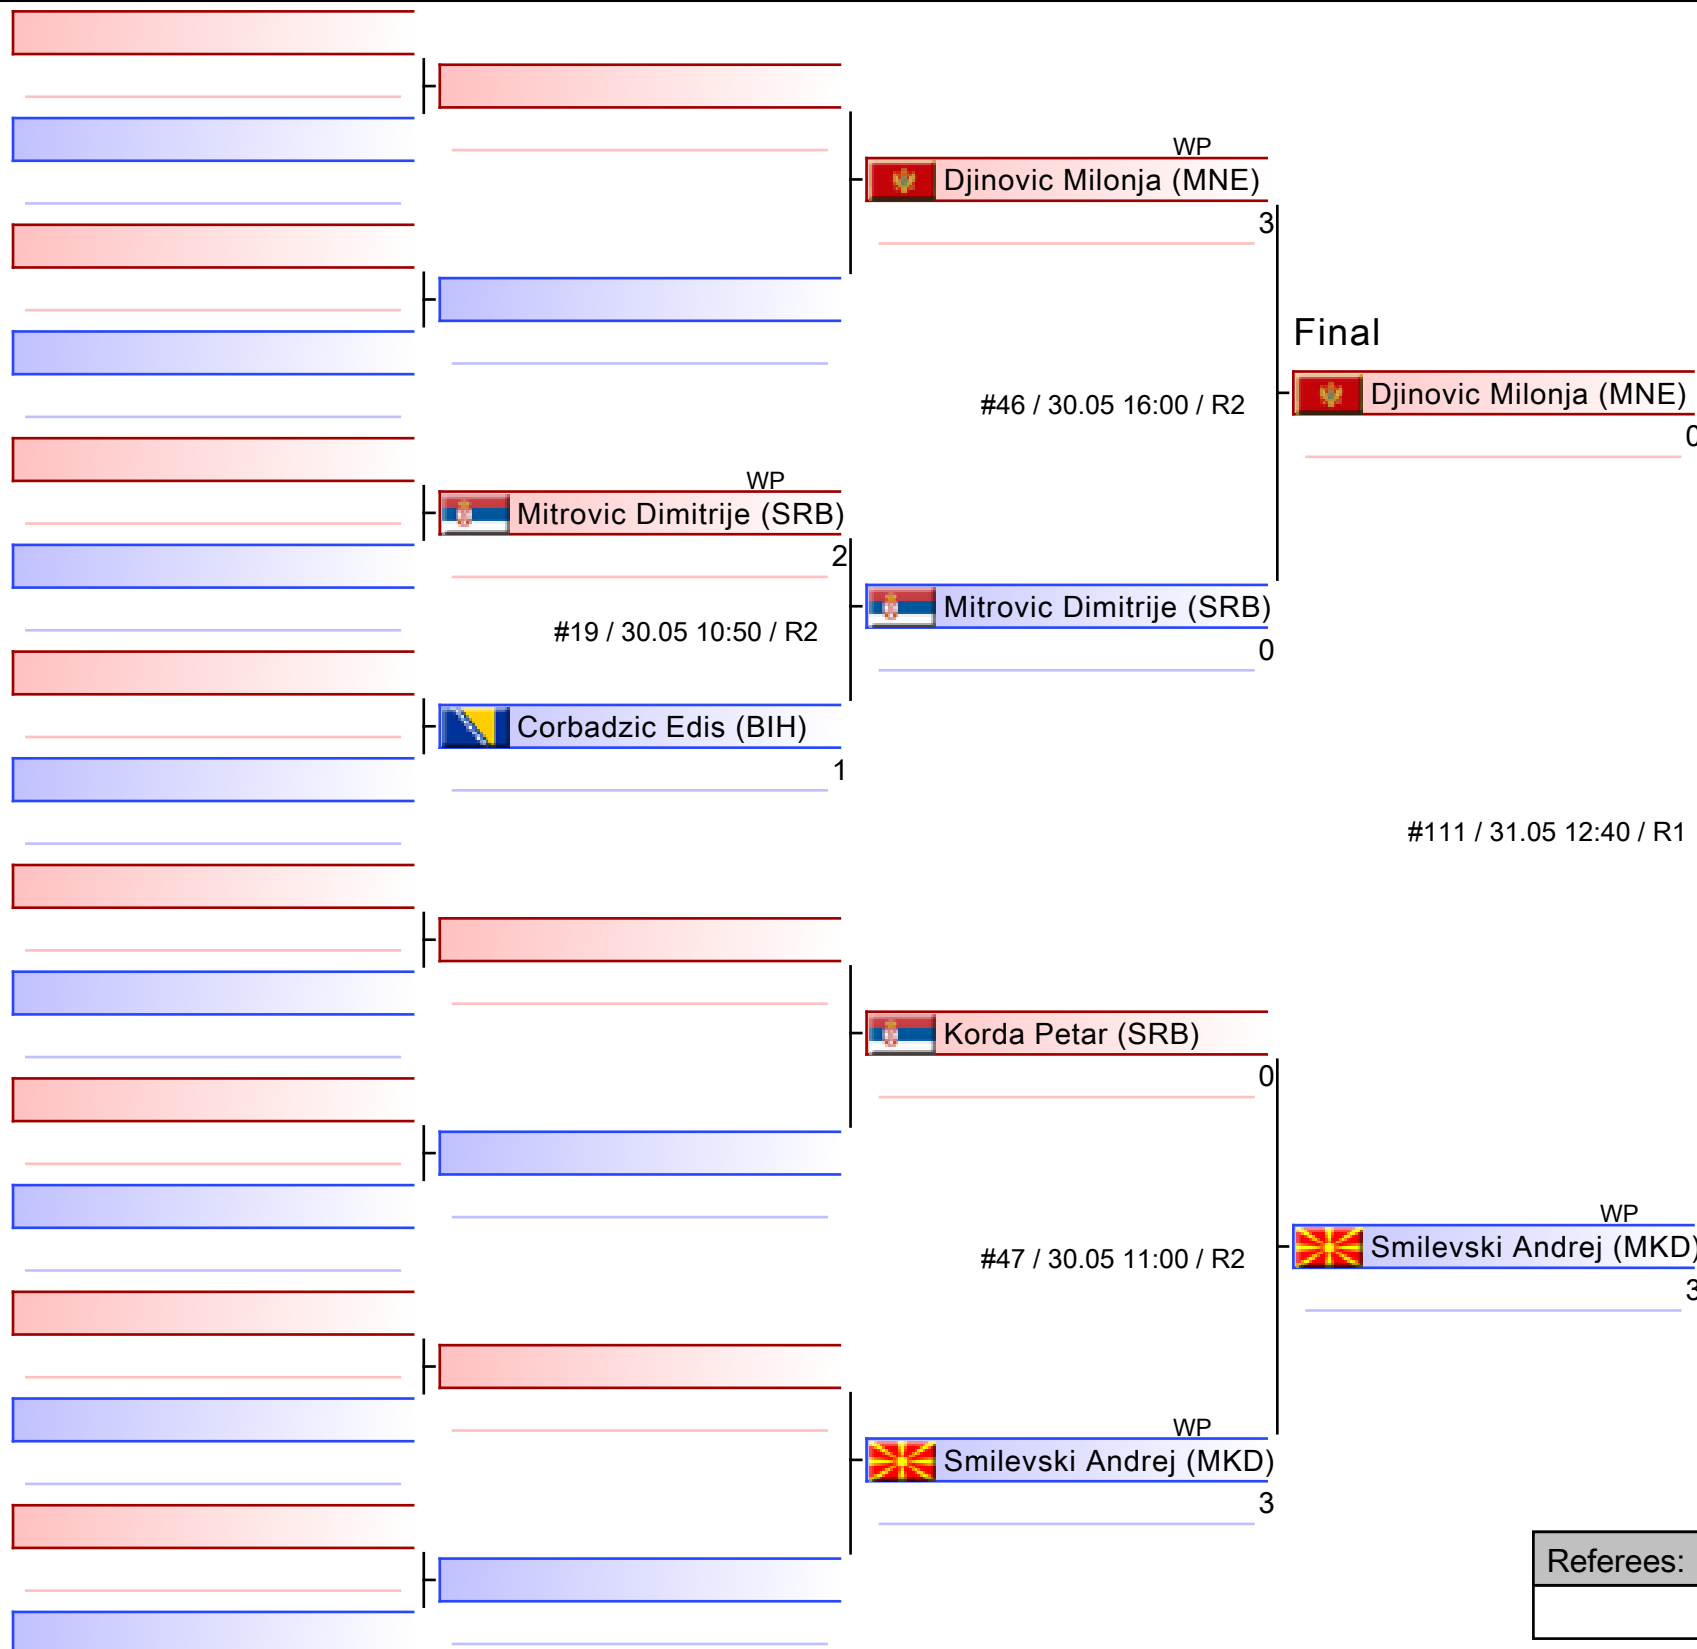 WP
Djinovic Milonja (MNE)
3
Final
#46 / 30.05 16:00 / R2
Djinovic Milonja (MNE)
0
WP
Mitrovic Dimitrije (SRB)
2
#19 / 30.05 10:50 / R2
Mitrovic Dimitrije (SRB)
0
Corbadzic Edis (BIH)
1
#111 / 31.05 12:40 / R1
Korda Petar (SRB)
0
#47 / 30.05 11:00 / R2
WP
Smilevski Andrej (MKD)
3
WP
Smilevski Andrej (MKD)
3
Referees: